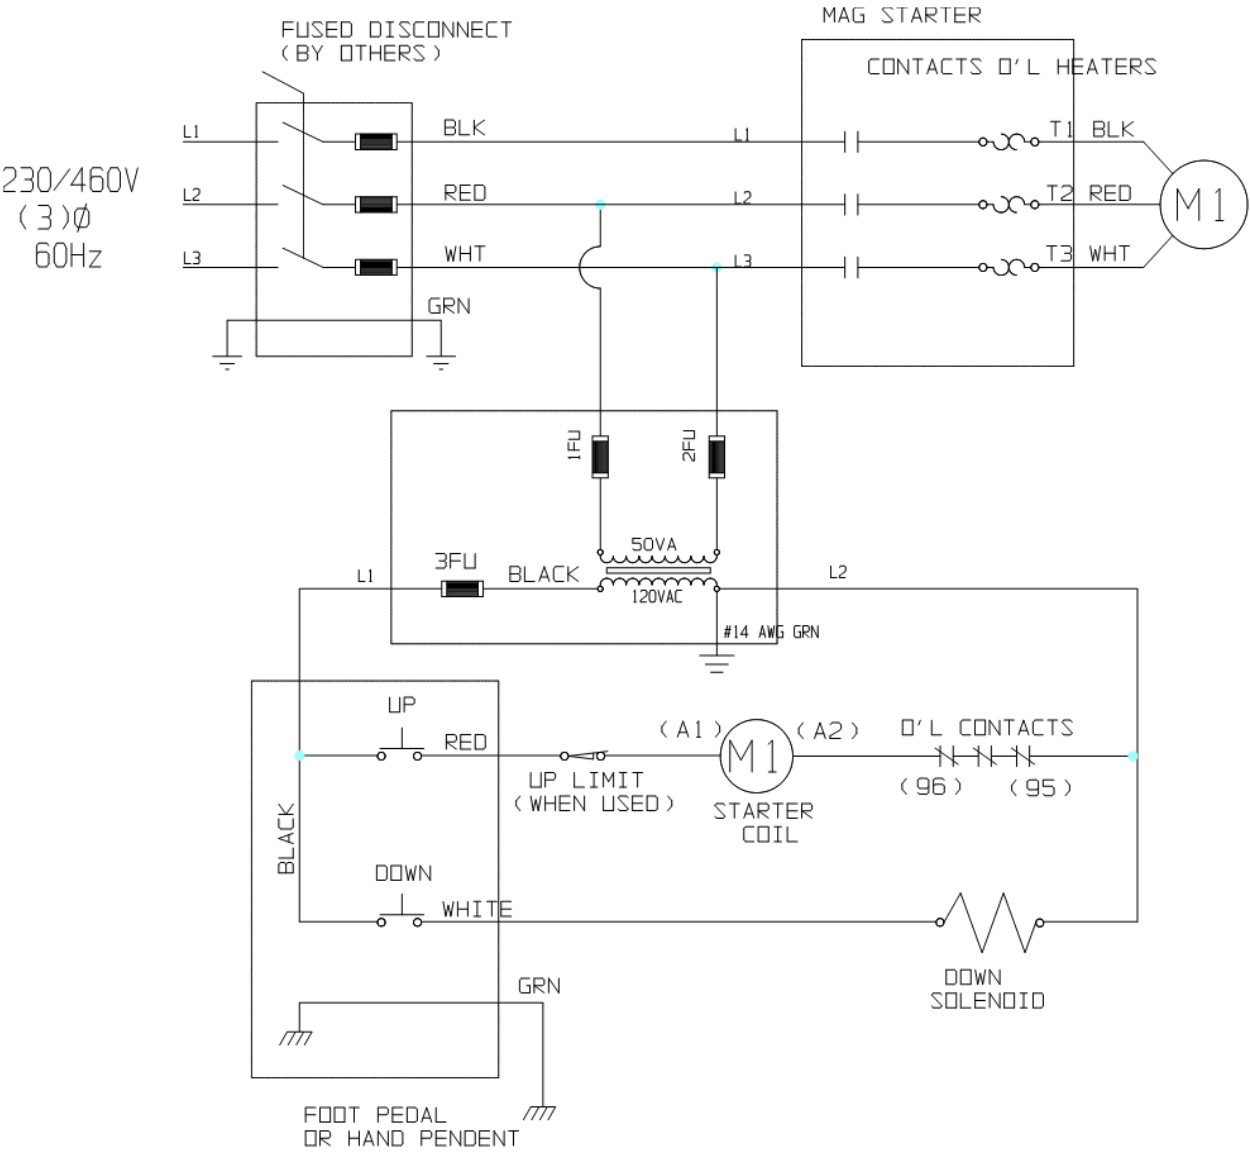 MAG STARTER
FUSED DISCONNECT
(BY OTHERS)
CONTACTS O'L HEATERS
L1
BLK
L1
T1
BLK
230/460V
(3)Ø
60Hz
L2
RED
L2
T2
RED
M1
L3
WHT
L3
T3
WHT
GRN
1FU
2FU
50VA
3FU
BLACK
L1
L2
120VAC
#14 AWG GRN
UP
RED
(A1)
M1
(A2)
O'L CONTACTS
(96)
(95)
UP LIMIT
(WHEN USED)
STARTER
COIL
BLACK
DOWN
WHITE
DOWN
SOLENOID
GRN
FOOT PEDAL
OR HAND PENDENT